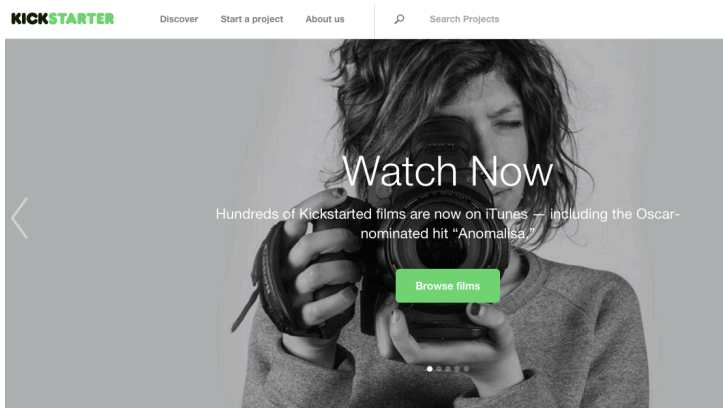 KICKSTARTER
Discover Start a project About us Search Projects
Watch Now
Hundreds of Kickstarted films are now on iTunes — including the Oscar-
nominated hit “Anomalisa.”
Browse films